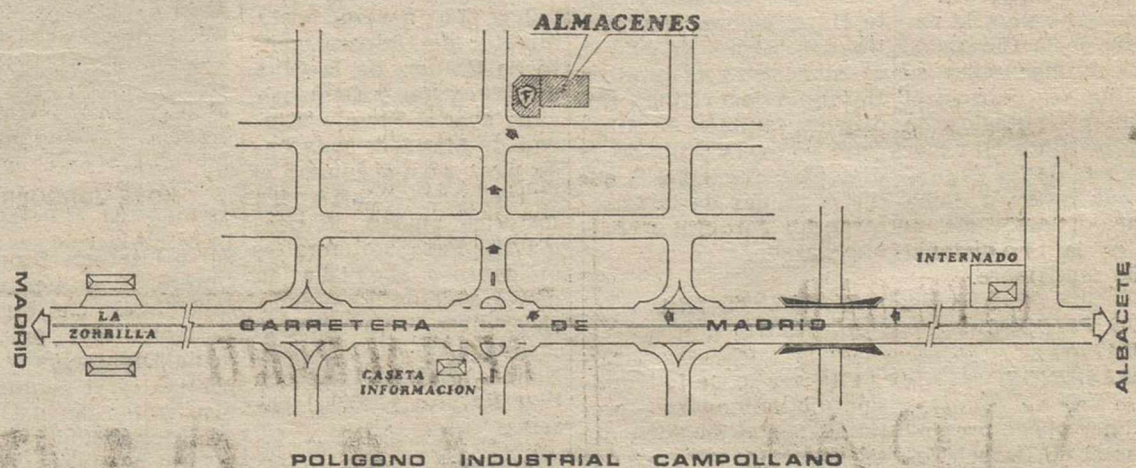 ALMACENES
INTERNADO
MADRID
ALBACETE
LA
ZORRILLA
CARRETERA DE MADRID
CASETA
INFORMACION
POLIGONO INDUSTRIAL CAMPOLLANO